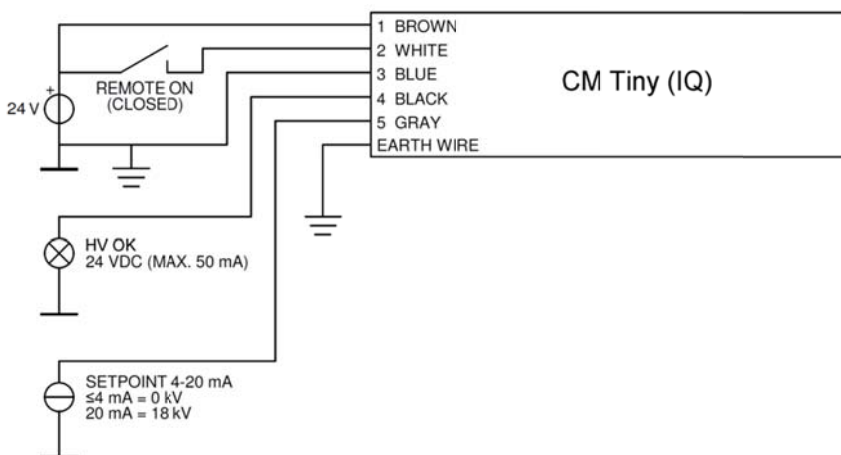 1 BROWN
2 WHITE
3 BLUE
4 BLACK
5 GRAY
EARTH WIRE
CM Tiny (IQ)
REMOTE ON
(CLOSED)
+
24 V
HV OK
24 VDC (MAX. 50 mA)
SETPOINT 4-20 mA
≤4 mA = 0 kV
20 mA = 18 kV